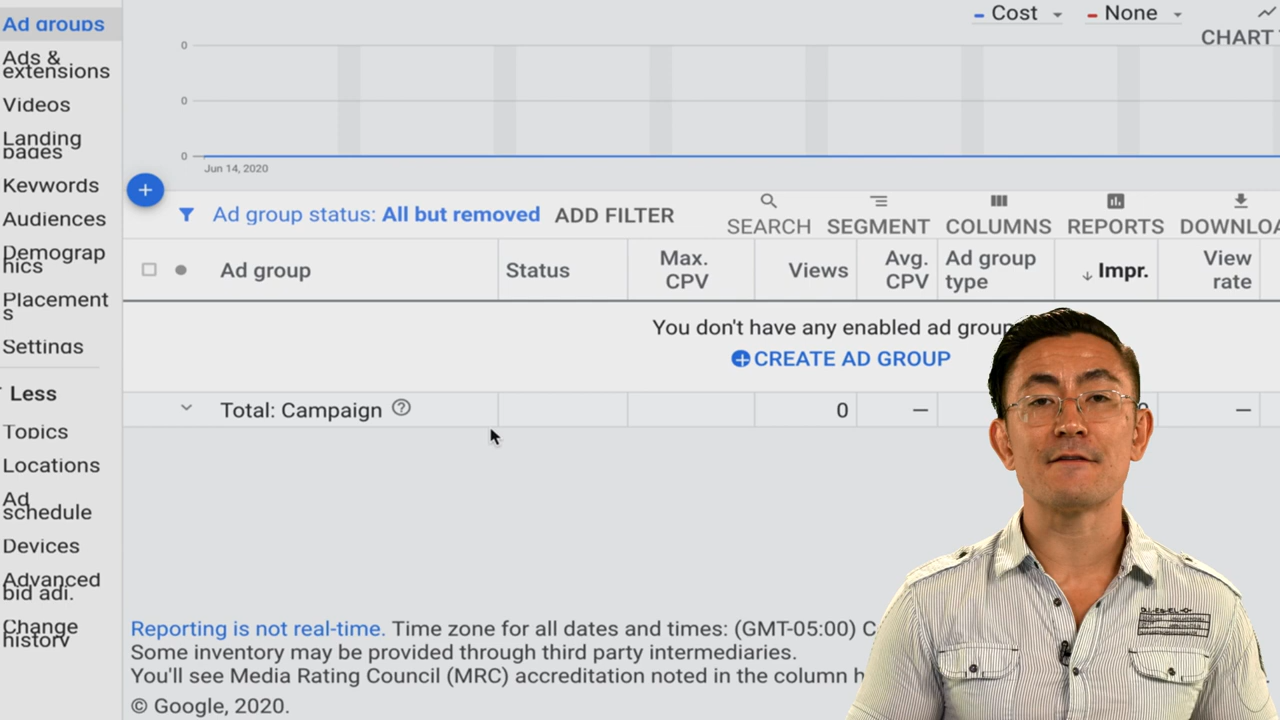 Ad groups
Ads &
extensions
Videos
Landing
pages
Keywords
Audiences
Demograp
hics
Placement
s
Settings
Less
Topics
Locations
Ad
schedule
Devices
Advanced
bid adj.
Change
history
Cost
None
CHART
0
0
0
Jun 14, 2020
Ad group status: All but removed
ADD FILTER
SEARCH
SEGMENT
COLUMNS
REPORTS
DOWNLOA
Ad group
Status
Max.
CPV
Views
Avg.
CPV
Ad group
type
Impr.
View
rate
You don't have any enabled ad group
CREATE AD GROUP
Total: Campaign
0
—
—
Reporting is not real-time. Time zone for all dates and times: (GMT-05:00) C
Some inventory may be provided through third party intermediaries.
You'll see Media Rating Council (MRC) accreditation noted in the column h
© Google, 2020.